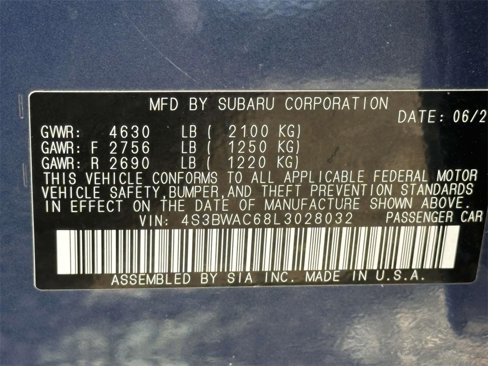 MFD BY SUBARU CORPORATION
DATE: 06/2
GVWR: 4630 LB ( 2100 KG)
GAWR: F 2756 LB ( 1250 KG)
GAWR: R 2690 LB ( 1220 KG)
THIS VEHICLE CONFORMS TO ALL APPLICABLE FEDERAL MOTOR
VEHICLE SAFETY, BUMPER, AND THEFT PREVENTION STANDARDS
IN EFFECT ON THE DATE OF MANUFACTURE SHOWN ABOVE.
VIN: 4S3BWAC68L3028032 PASSENGER CAR
ASSEMBLED BY SIA INC. MADE IN U.S.A.